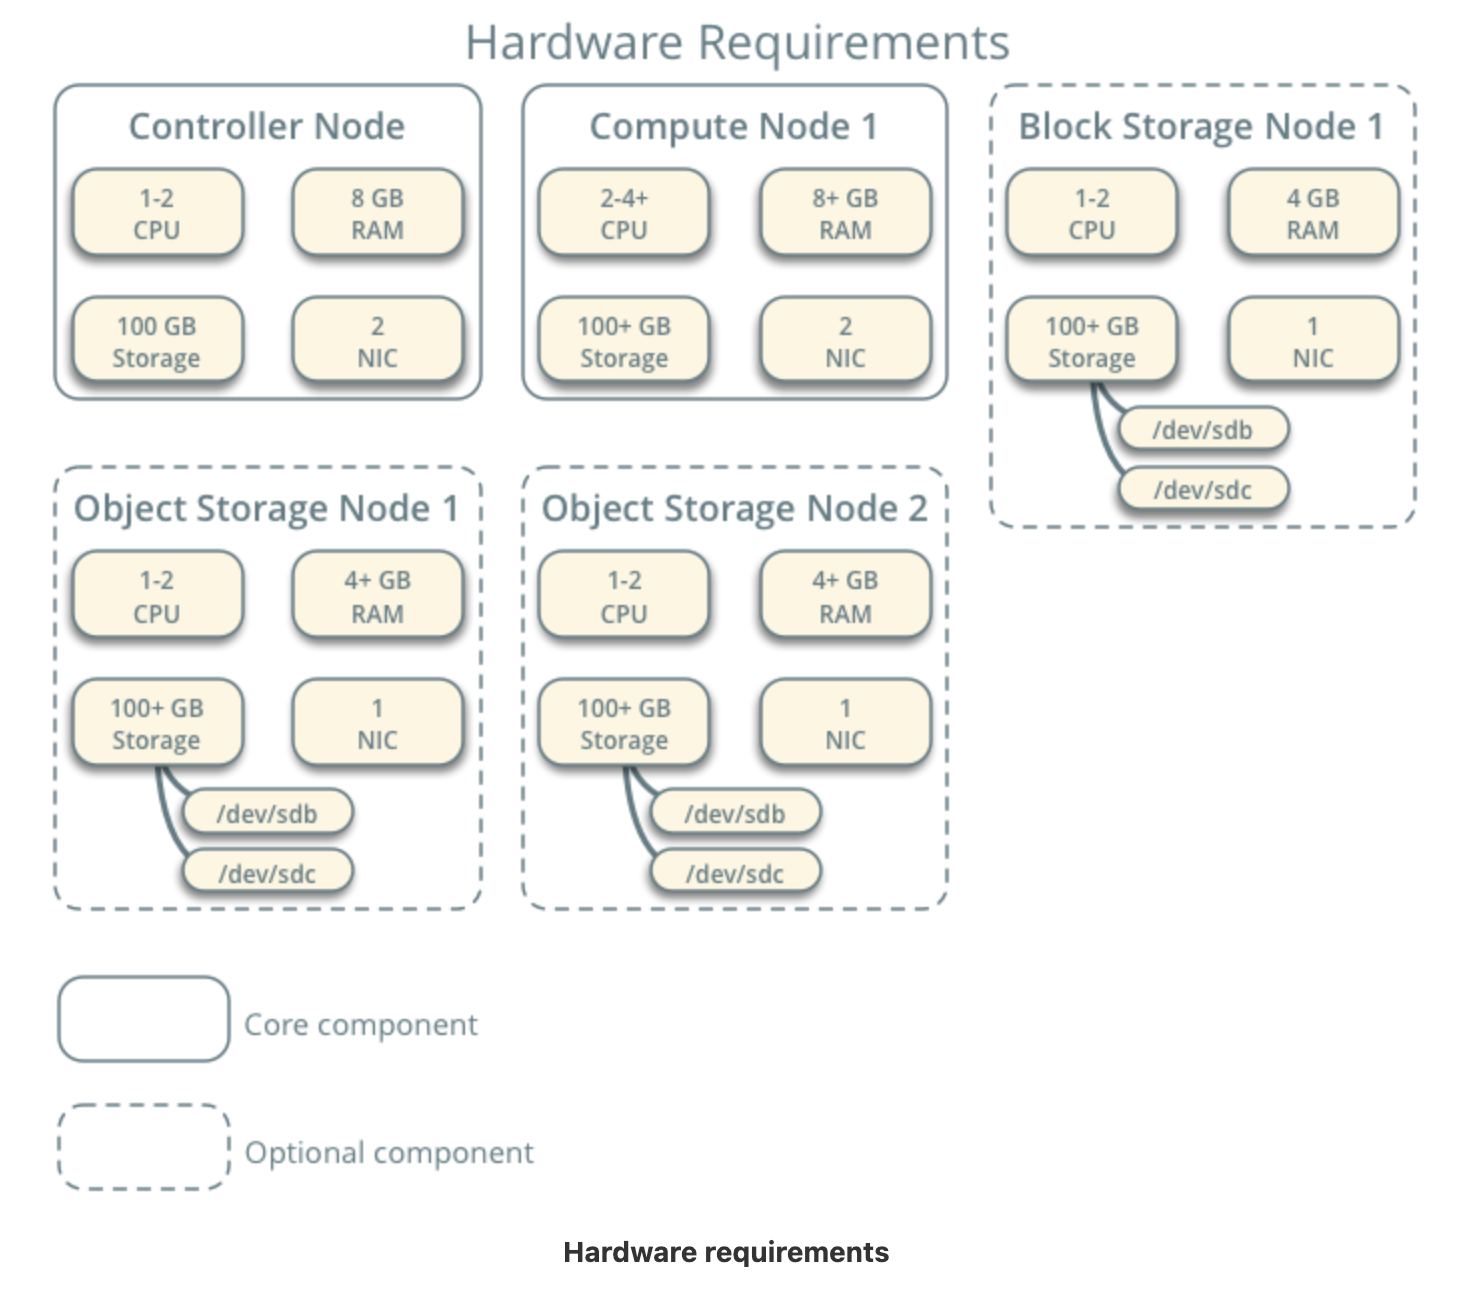 Hardware Requirements
Controller Node
1-2
CPU
8 GB
RAM
100 GB
Storage
2
NIC
Compute Node 1
2-4+
CPU
8+ GB
RAM
100+ GB
Storage
2
NIC
Block Storage Node 1
1-2
CPU
4 GB
RAM
100+ GB
Storage
1
NIC
/dev/sdb
/dev/sdc
Object Storage Node 1
1-2
CPU
4+ GB
RAM
100+ GB
Storage
1
NIC
/dev/sdb
/dev/sdc
Object Storage Node 2
1-2
CPU
4+ GB
RAM
100+ GB
Storage
1
NIC
/dev/sdb
/dev/sdc
Core component
Optional component
Hardware requirements